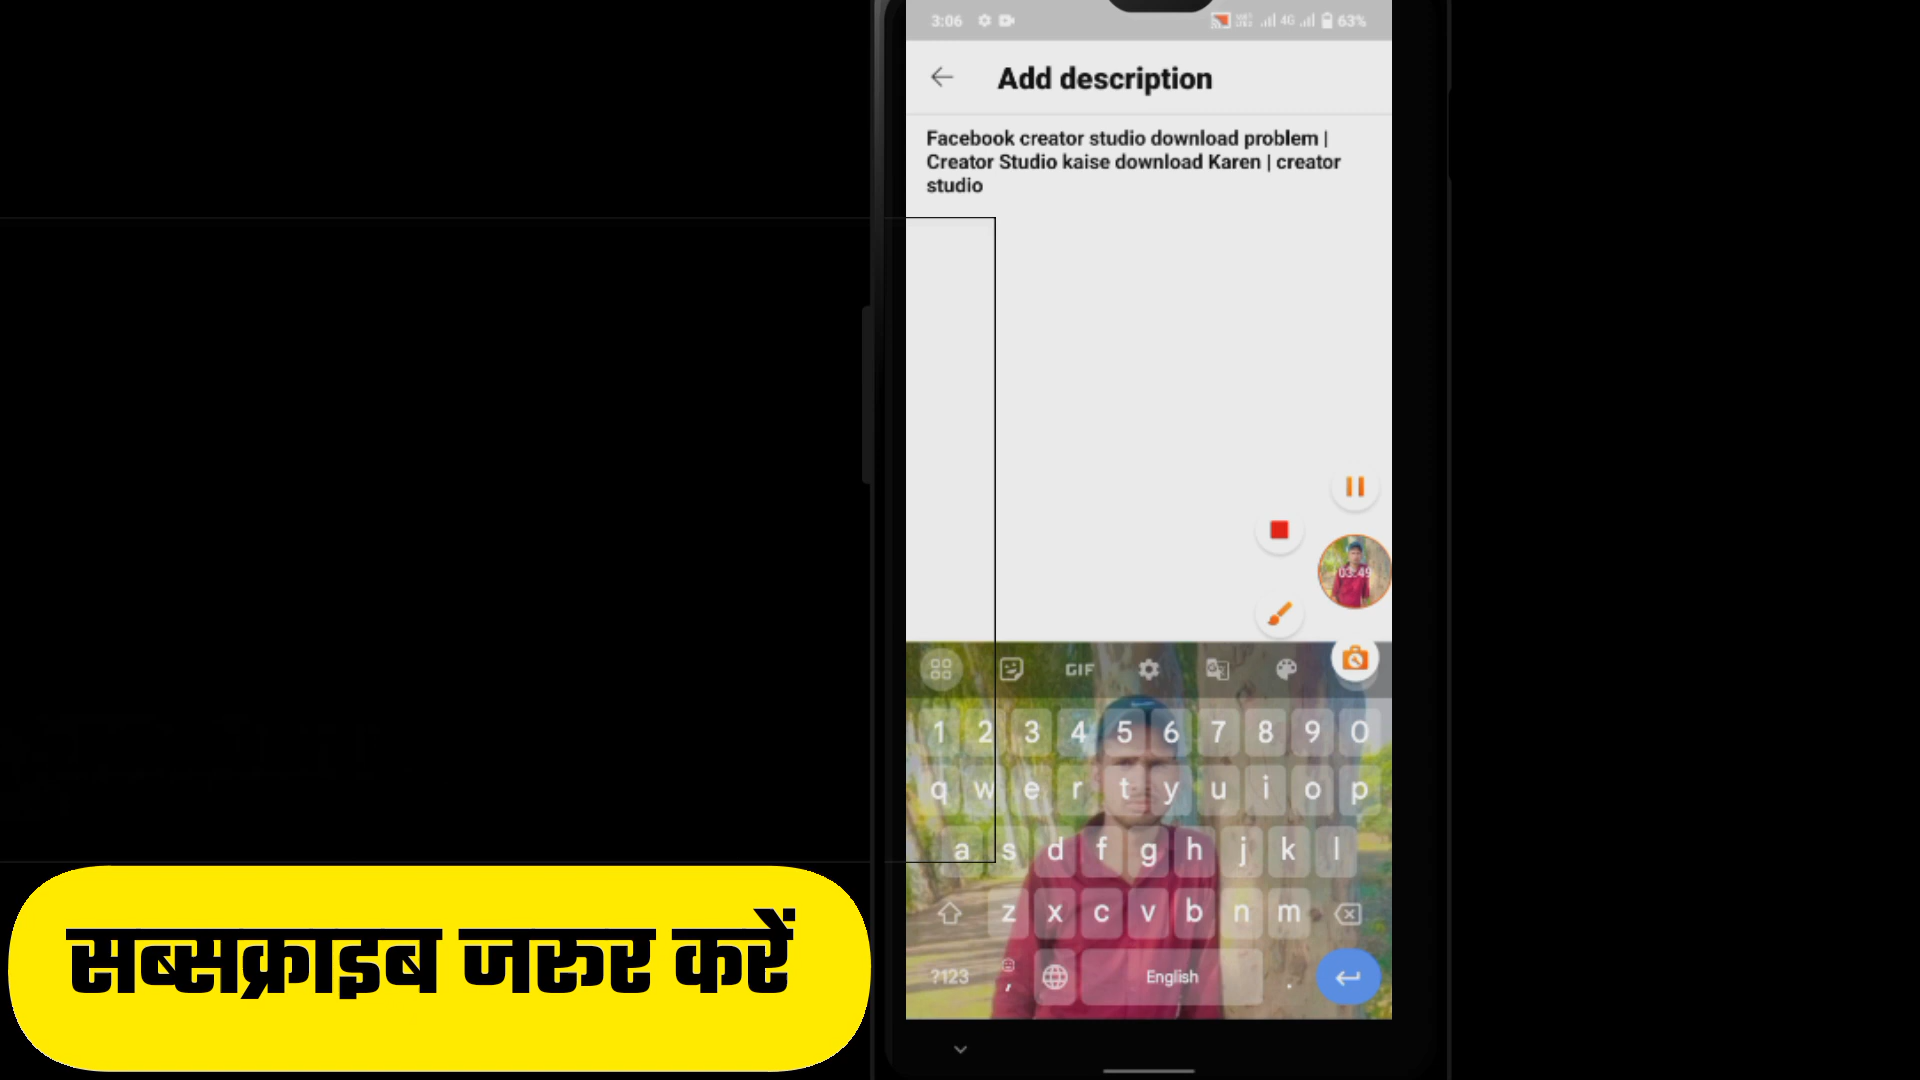 3:06
4G
63%
Add description
Facebook creator studio download problem |
Creator Studio kaise download Karen | creator
studio
03:49
GIF
1 2 3 4 5 6 7 8 9 0
q w e r t y u i o p
a s d f g h j k l
z x c v b n m
?123 , English .
सब्सक्राइब जरूर करें